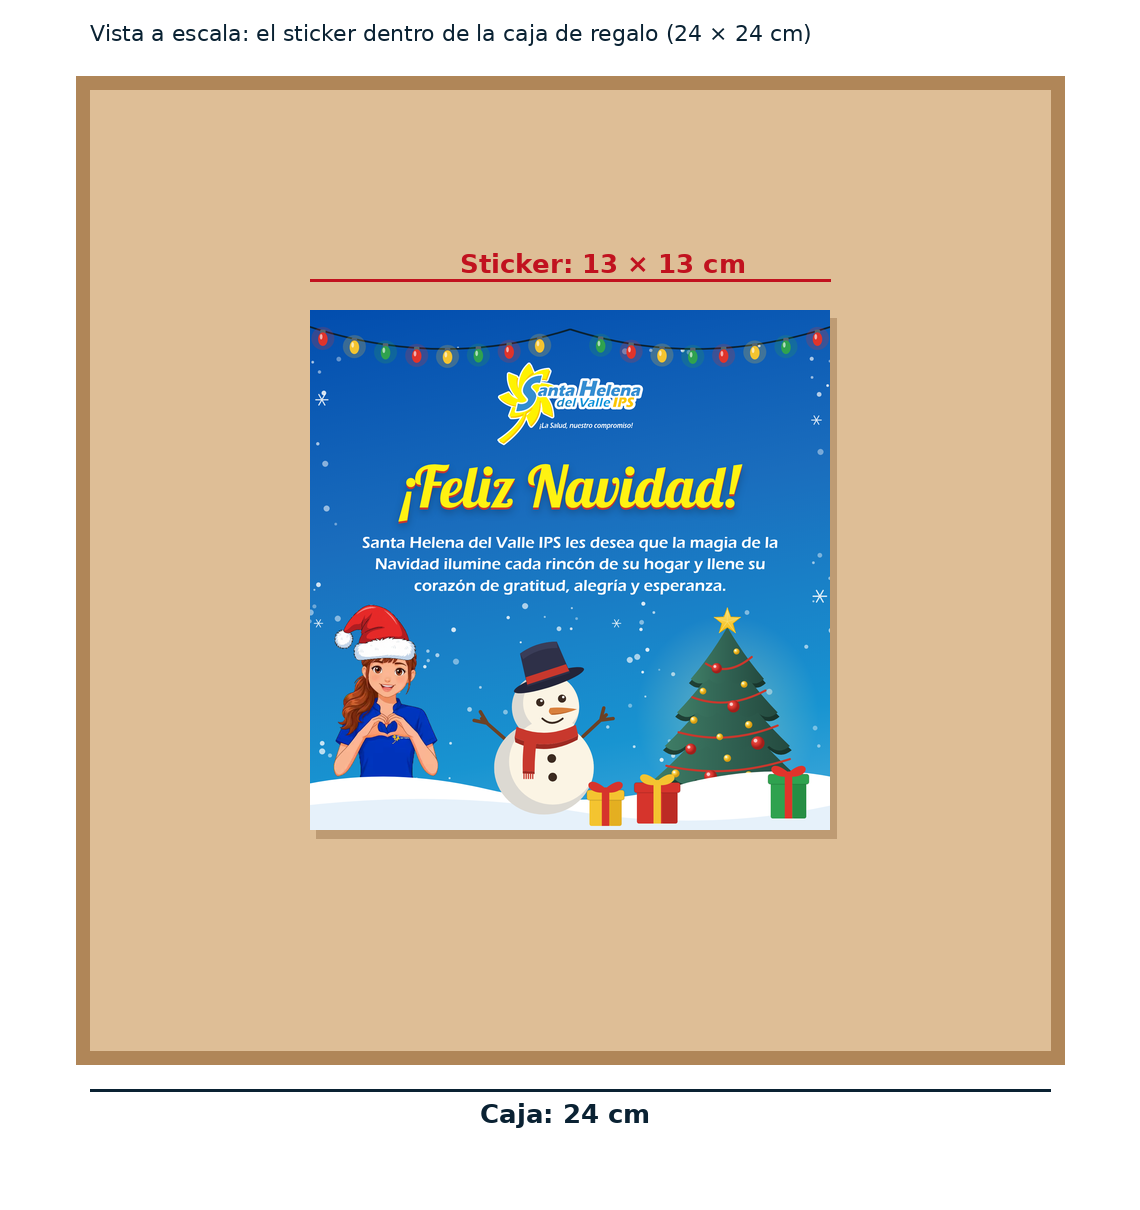 Vista a escala: el sticker dentro de la caja de regalo (24 × 24 cm)
Sticker: 13 × 13 cm
Santa Helena
del Valle IPS
¡La Salud, nuestro compromiso!
¡Feliz Navidad!
Santa Helena del Valle IPS les desea que la magia de la
Navidad ilumine cada rincón de su hogar y llene su
corazón de gratitud, alegría y esperanza.
Caja: 24 cm